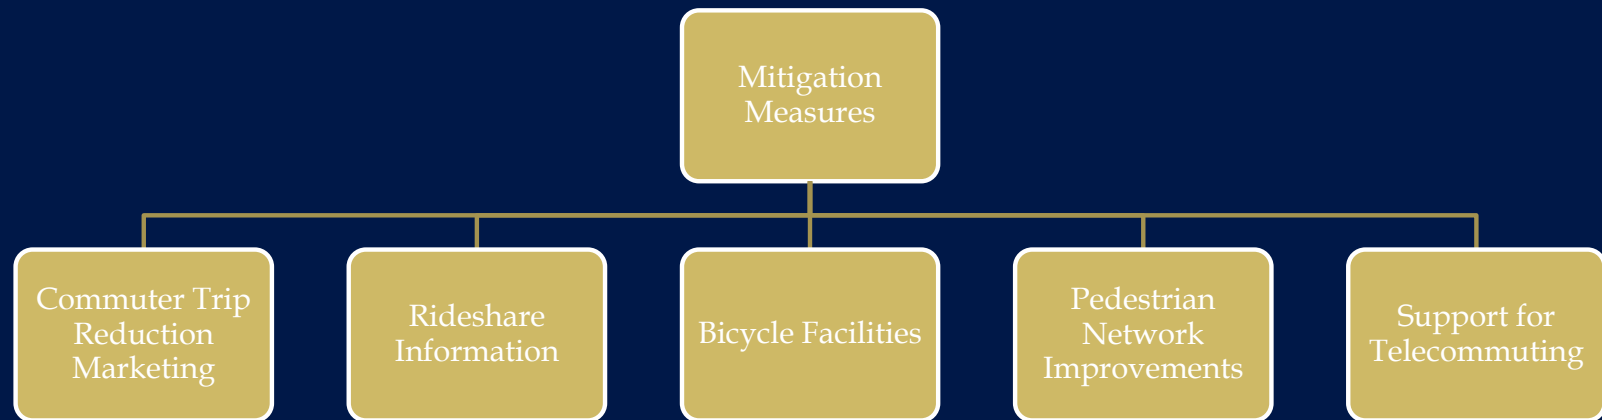 Mitigation
Measures
Commuter Trip
Reduction
Marketing
Rideshare
Information
Bicycle Facilities
Pedestrian
Network
Improvements
Support for
Telecommuting